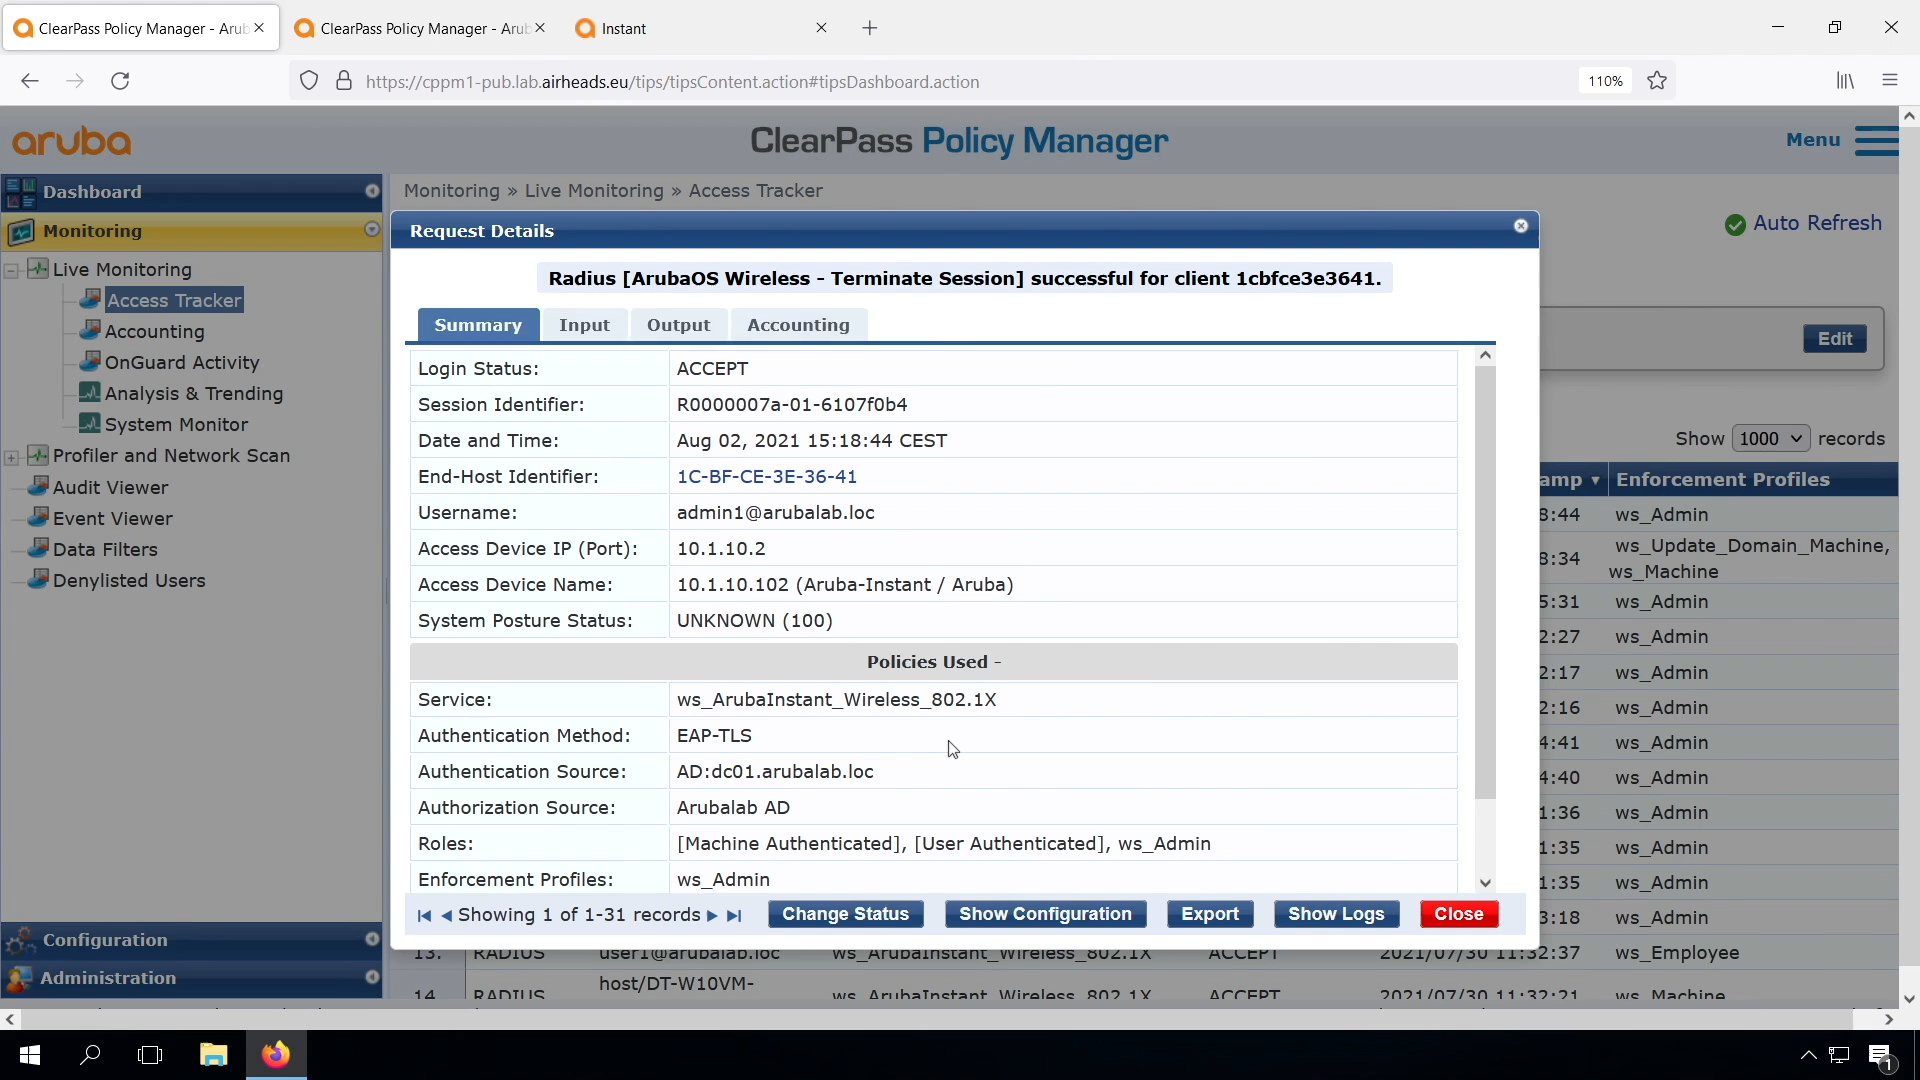 ClearPass Policy Manager - Arub
ClearPass Policy Manager - Arub
Instant
https://cppm1-pub.lab.airheads.eu/tips/tipsContent.action#tipsDashboard.action
110%
aruba
ClearPass Policy Manager
Menu
Dashboard
Monitoring
Live Monitoring
Access Tracker
Accounting
OnGuard Activity
Analysis & Trending
System Monitor
Profiler and Network Scan
Audit Viewer
Event Viewer
Data Filters
Denylisted Users
Configuration
Administration
Monitoring » Live Monitoring » Access Tracker
Auto Refresh
Edit
Show 1000 records
amp Enforcement Profiles
8:44 ws_Admin
8:34 ws_Update_Domain_Machine,
ws_Machine
5:31 ws_Admin
2:27 ws_Admin
2:17 ws_Admin
2:16 ws_Admin
4:41 ws_Admin
4:40 ws_Admin
1:36 ws_Admin
1:35 ws_Admin
1:35 ws_Admin
3:18 ws_Admin
Request Details
Radius [ArubaOS Wireless - Terminate Session] successful for client 1cbfce3e3641.
Summary Input Output Accounting
Login Status: ACCEPT
Session Identifier: R0000007a-01-6107f0b4
Date and Time: Aug 02, 2021 15:18:44 CEST
End-Host Identifier: 1C-BF-CE-3E-36-41
Username: admin1@arubalab.loc
Access Device IP (Port): 10.1.10.2
Access Device Name: 10.1.10.102 (Aruba-Instant / Aruba)
System Posture Status: UNKNOWN (100)
Policies Used -
Service: ws_ArubaInstant_Wireless_802.1X
Authentication Method: EAP-TLS
Authentication Source: AD:dc01.arubalab.loc
Authorization Source: Arubalab AD
Roles: [Machine Authenticated], [User Authenticated], ws_Admin
Enforcement Profiles: ws_Admin
Showing 1 of 1-31 records Change Status Show Configuration Export Show Logs Close
13. RADIUS user1@arubalab.loc ws_ArubaInstant_Wireless_802.1X ACCEPT 2021/07/30 11:32:37 ws_Employee
host/DT-W10VM-
14 RADIUS ws_ArubaInstant_Wireless_802.1X ACCEPT 2021/07/30 11:32:21 ws_Machine
1